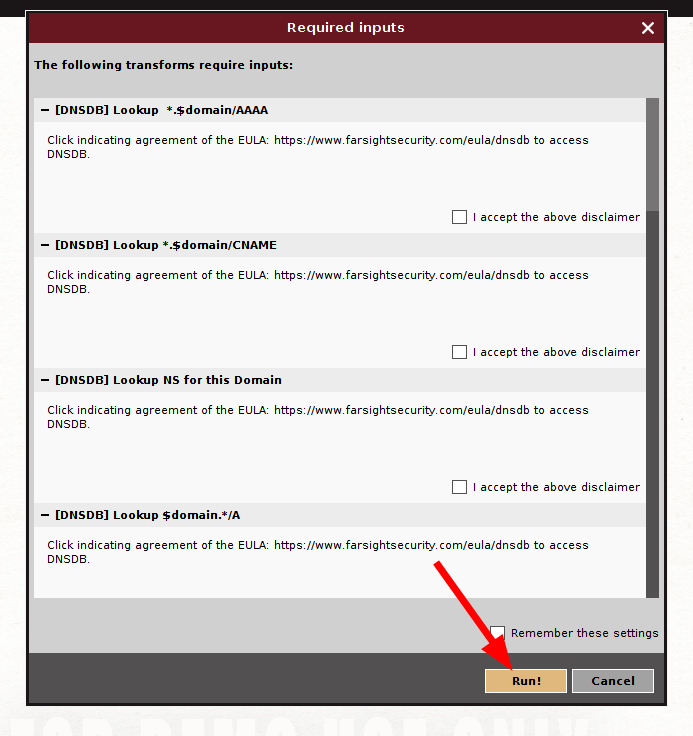 Required inputs
The following transforms require inputs:
[DNSDB] Lookup  *.$domain/AAAA
Click indicating agreement of the EULA: https://www.farsightsecurity.com/eula/dnsdb to access
DNSDB.
I accept the above disclaimer
[DNSDB] Lookup *.$domain/CNAME
Click indicating agreement of the EULA: https://www.farsightsecurity.com/eula/dnsdb to access
DNSDB.
I accept the above disclaimer
[DNSDB] Lookup NS for this Domain
Click indicating agreement of the EULA: https://www.farsightsecurity.com/eula/dnsdb to access
DNSDB.
I accept the above disclaimer
[DNSDB] Lookup $domain.*/A
Click indicating agreement of the EULA: https://www.farsightsecurity.com/eula/dnsdb to access
DNSDB.
Remember these settings
Run!
Cancel